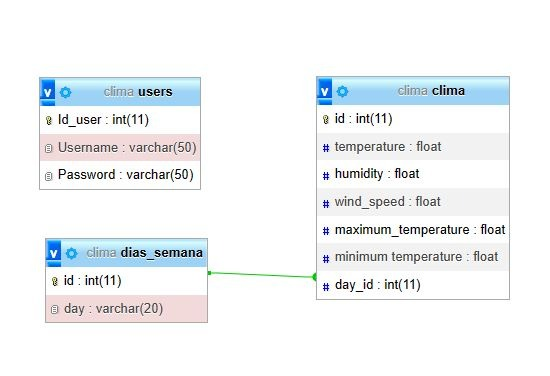 v clima users
Id_user : int(11)
Username : varchar(50)
Password : varchar(50)
v clima dias_semana
id : int(11)
day : varchar(20)
v clima clima
id : int(11)
# temperature : float
# humidity : float
# wind_speed : float
# maximum_temperature : float
# minimum temperature : float
# day_id : int(11)